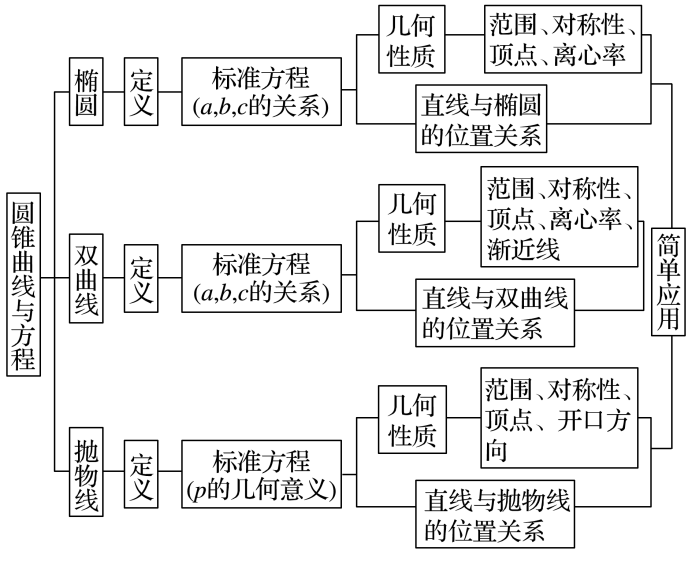 圆锥曲线与方程
椭圆
定义
标准方程
(a,b,c的关系)
几何
性质
范围、对称性、
顶点、离心率
直线与椭圆
的位置关系
双曲线
定义
标准方程
(a,b,c的关系)
几何
性质
范围、对称性、
顶点、离心率、
渐近线
直线与双曲线
的位置关系
抛物线
定义
标准方程
(p的几何意义)
几何
性质
范围、对称性、
顶点、开口方
向
直线与抛物线
的位置关系
简单应用